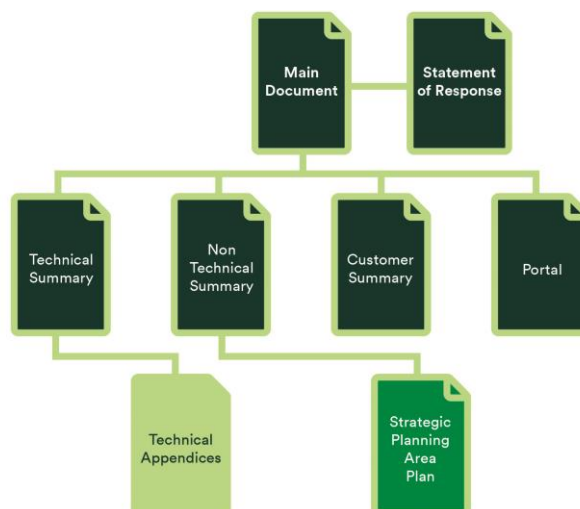 Main
Document
Statement
of Response
Technical
Summary
Non
Technical
Summary
Customer
Summary
Portal
Technical
Appendices
Strategic
Planning
Area
Plan